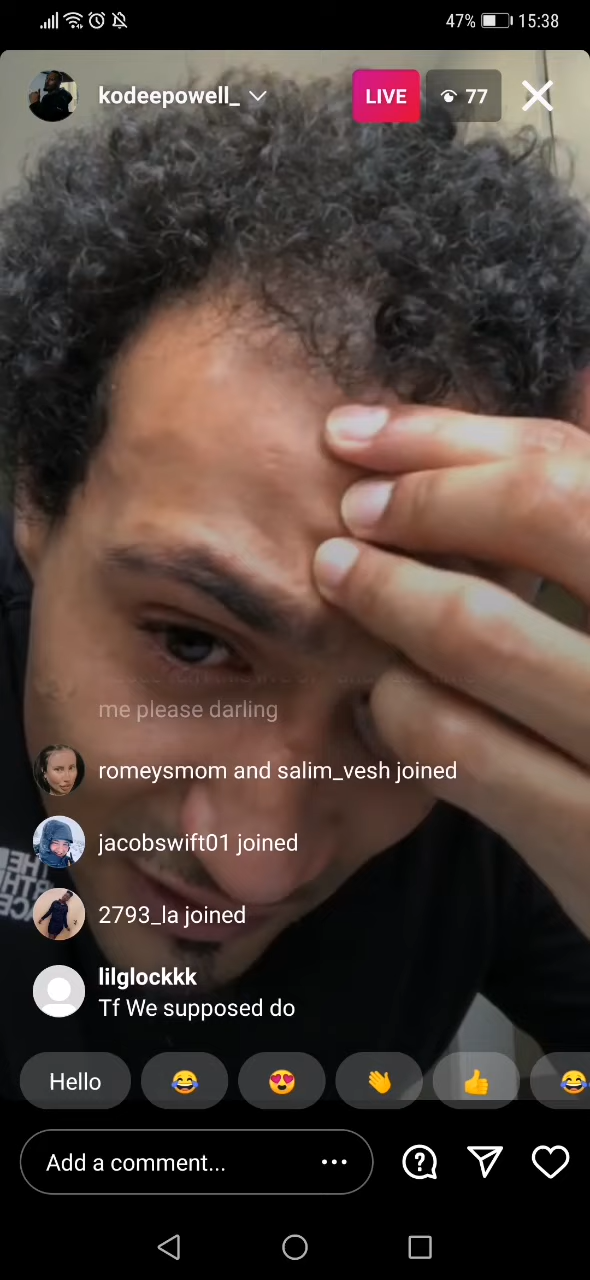 47% 15:38
kodeepowell_ LIVE 77
me please darling
romeysmom and salim_vesh joined
jacobswift01 joined
2793_la joined
lilglockkk
Tf We supposed do
Hello
Add a comment...